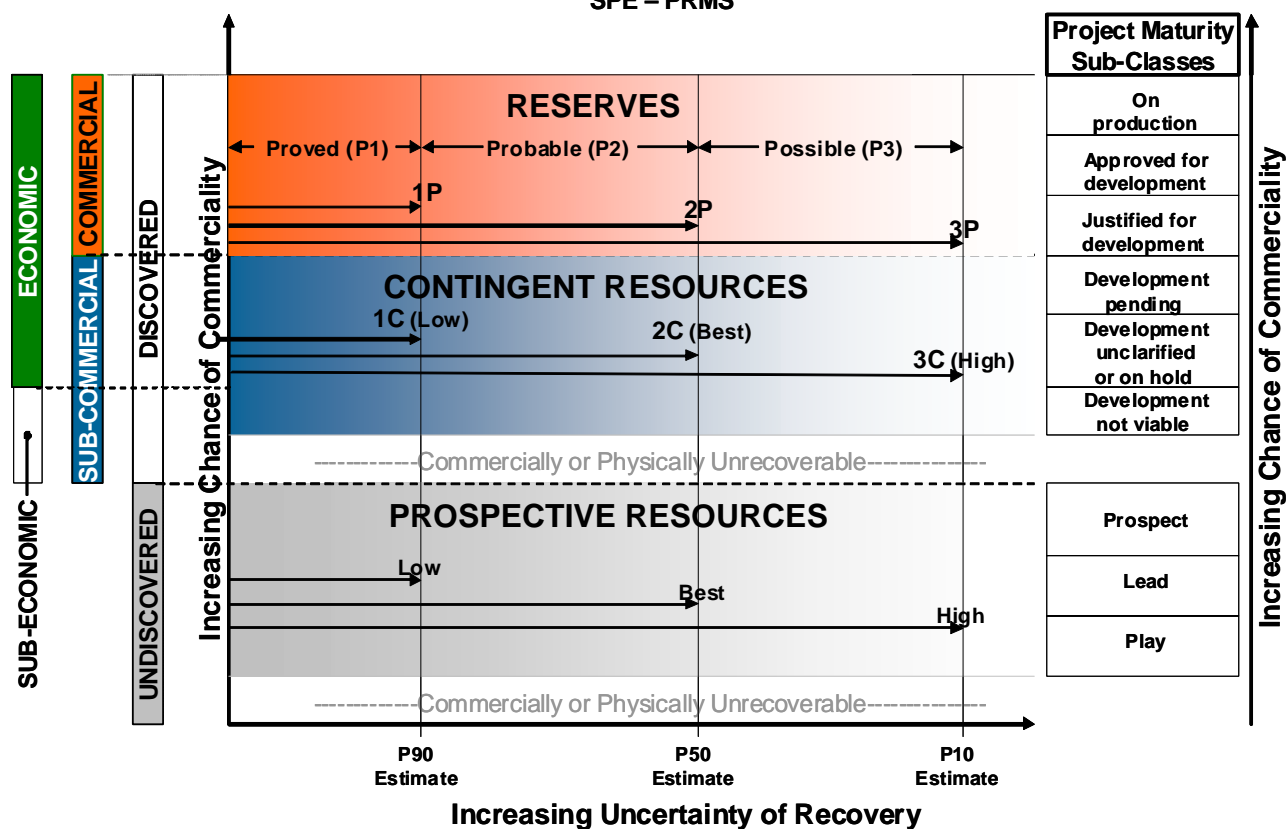 SPE – PRMS
Project Maturity
Sub-Classes
ECONOMIC
SUB-ECONOMIC
COMMERCIAL
SUB-COMMERCIAL
DISCOVERED
UNDISCOVERED
Increasing Chance of Commerciality
RESERVES
Proved (P1)
Probable (P2)
Possible (P3)
1P
2P
3P
CONTINGENT RESOURCES
1C (Low)
2C (Best)
3C (High)
Commercially or Physically Unrecoverable
PROSPECTIVE RESOURCES
Low
Best
High
Commercially or Physically Unrecoverable
P90
Estimate
P50
Estimate
P10
Estimate
Increasing Uncertainty of Recovery
On
production
Approved for
development
Justified for
development
Development
pending
Development
unclarified
or on hold
Development
not viable
Prospect
Lead
Play
Increasing Chance of Commerciality